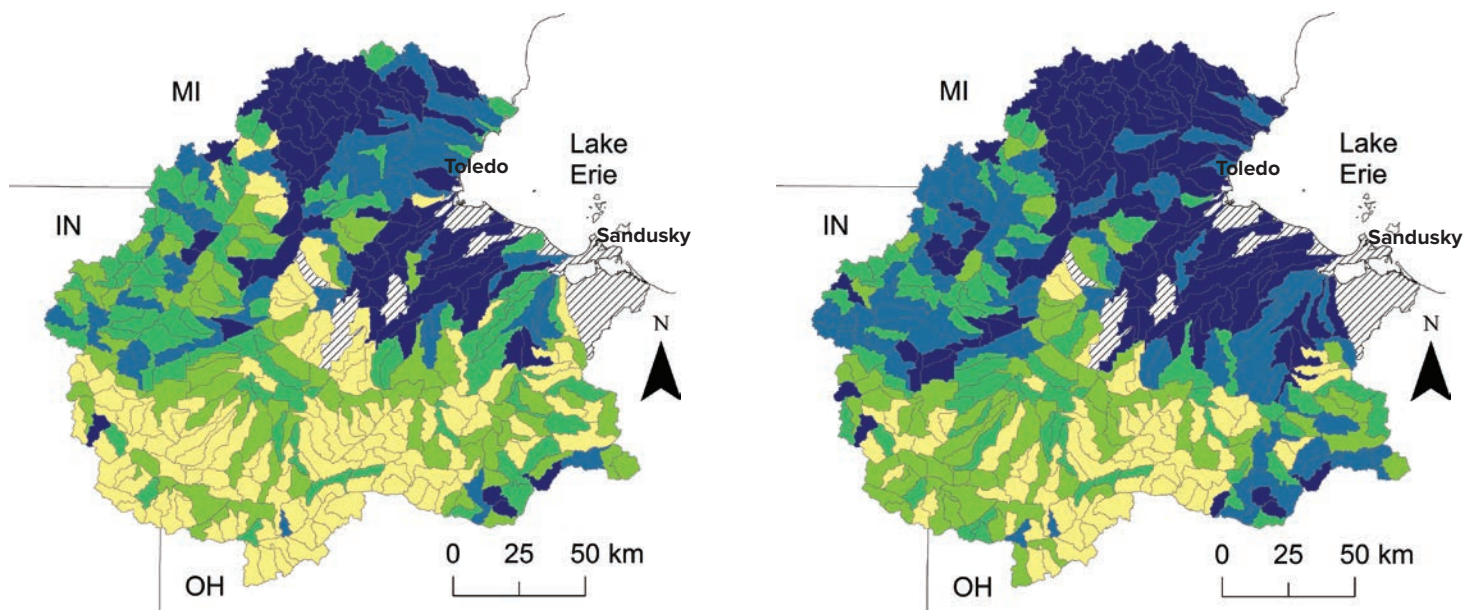 MI
Lake
Erie
Toledo
IN
Sandusky
N
0 25 50 km
OH
MI
Lake
Erie
Toledo
IN
Sandusky
N
0 25 50 km
OH